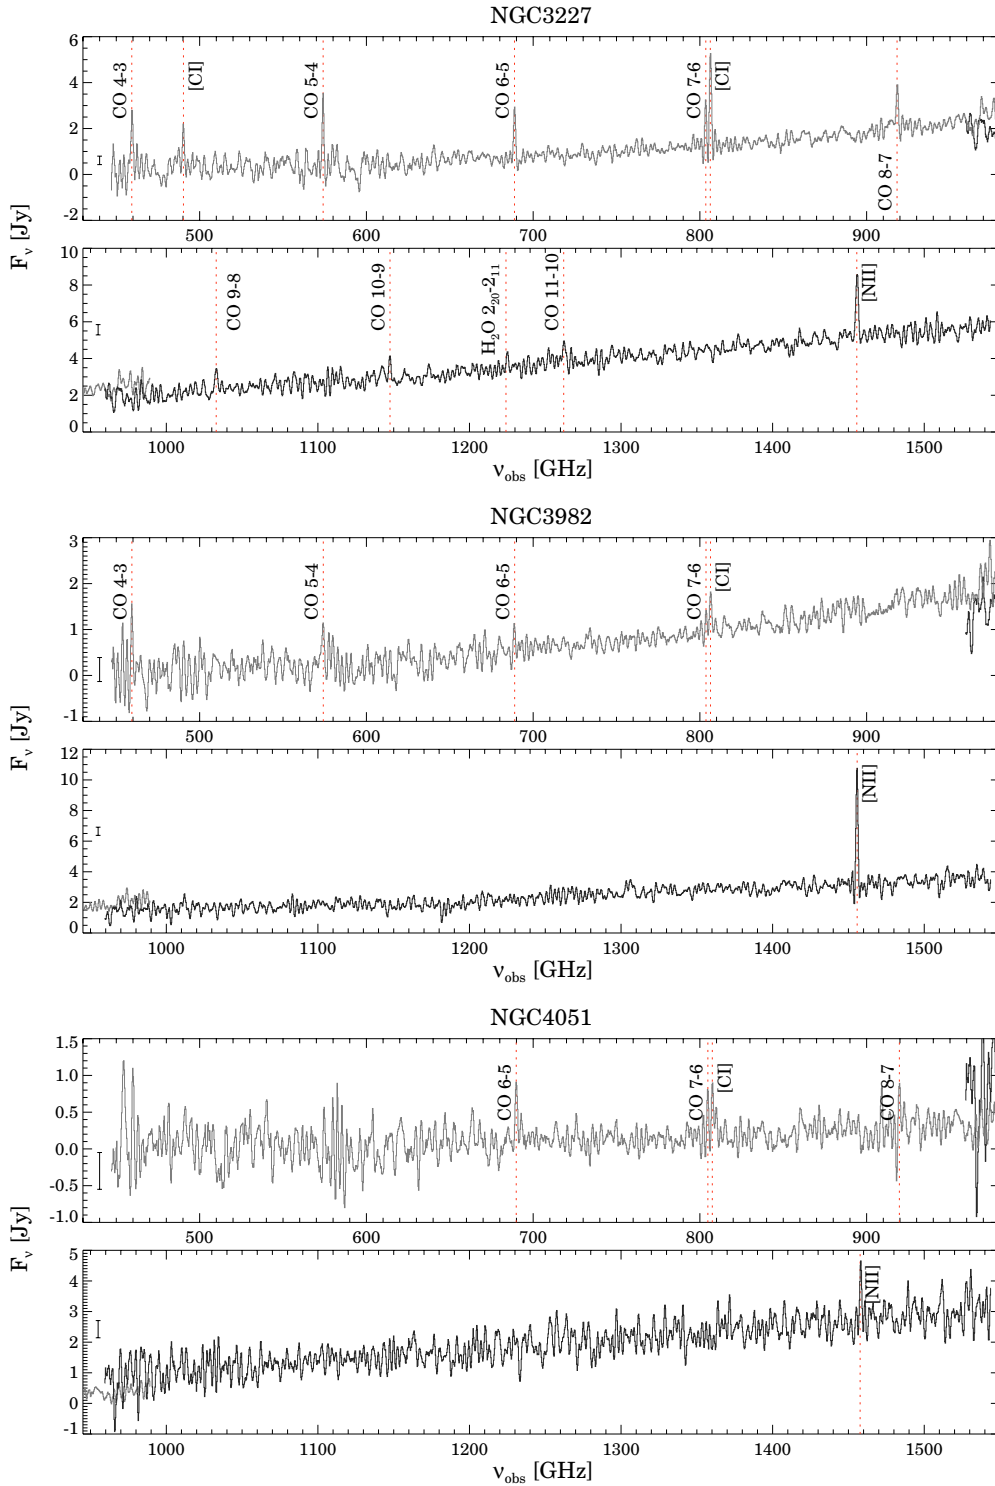 NGC3227
6
4
2
0
-2
CO 4-3
[CI]
CO 5-4
CO 6-5
CO 7-6
[CI]
CO 8-7
500
600
700
800
900
F_ν [Jy]
10
8
6
4
2
0
CO 9-8
CO 10-9
H₂O 2₂₀-2₁₁
CO 11-10
[NII]
1000
1100
1200
1300
1400
1500
ν_obs [GHz]
NGC3982
3
2
1
0
-1
CO 4-3
CO 5-4
CO 6-5
CO 7-6
[CI]
500
600
700
800
900
F_ν [Jy]
12
10
8
6
4
2
0
[NII]
1000
1100
1200
1300
1400
1500
ν_obs [GHz]
NGC4051
1.5
1.0
0.5
0.0
-0.5
-1.0
CO 6-5
CO 7-6
[CI]
CO 8-7
500
600
700
800
900
F_ν [Jy]
5
4
3
2
1
0
-1
[NII]
1000
1100
1200
1300
1400
1500
ν_obs [GHz]